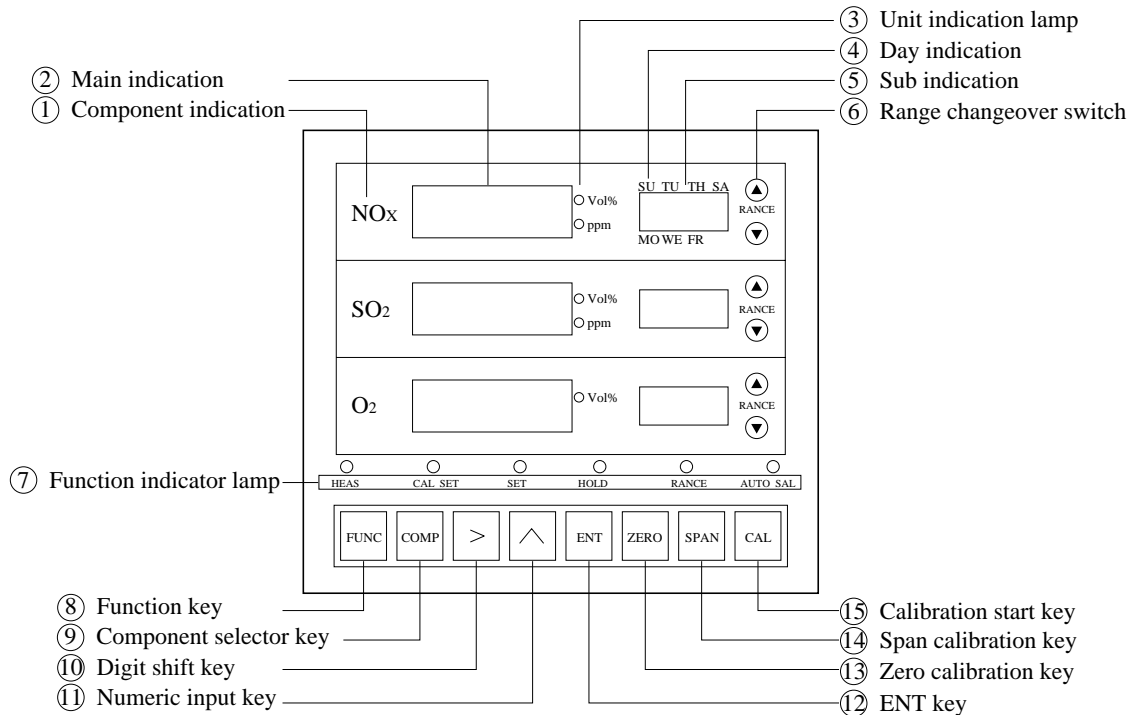 ③ Unit indication lamp
④ Day indication
② Main indication
⑤ Sub indication
① Component indication
⑥ Range changeover switch
SU TU TH SA
NOx
Vol%
ppm
RANCE
MO WE FR
SO2
Vol%
ppm
RANCE
O2
Vol%
RANCE
⑦ Function indicator lamp
HEAS CAL SET SET HOLD RANCE AUTO SAL
FUNC COMP > ∧ ENT ZERO SPAN CAL
⑧ Function key
⑨ Component selector key
⑩ Digit shift key
⑪ Numeric input key
⑮ Calibration start key
⑭ Span calibration key
⑬ Zero calibration key
⑫ ENT key